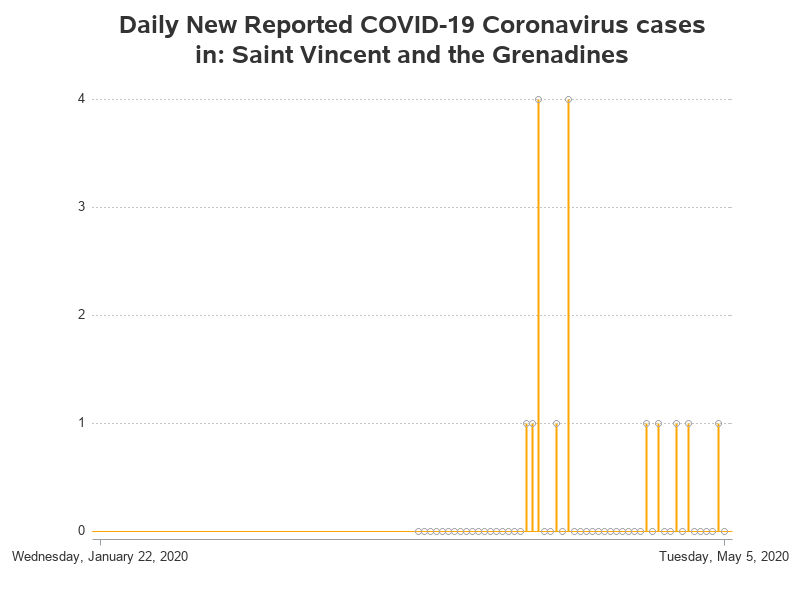 Daily New Reported COVID-19 Coronavirus cases
in: Saint Vincent and the Grenadines
4
3
2
1
0
Wednesday, January 22, 2020
Tuesday, May 5, 2020